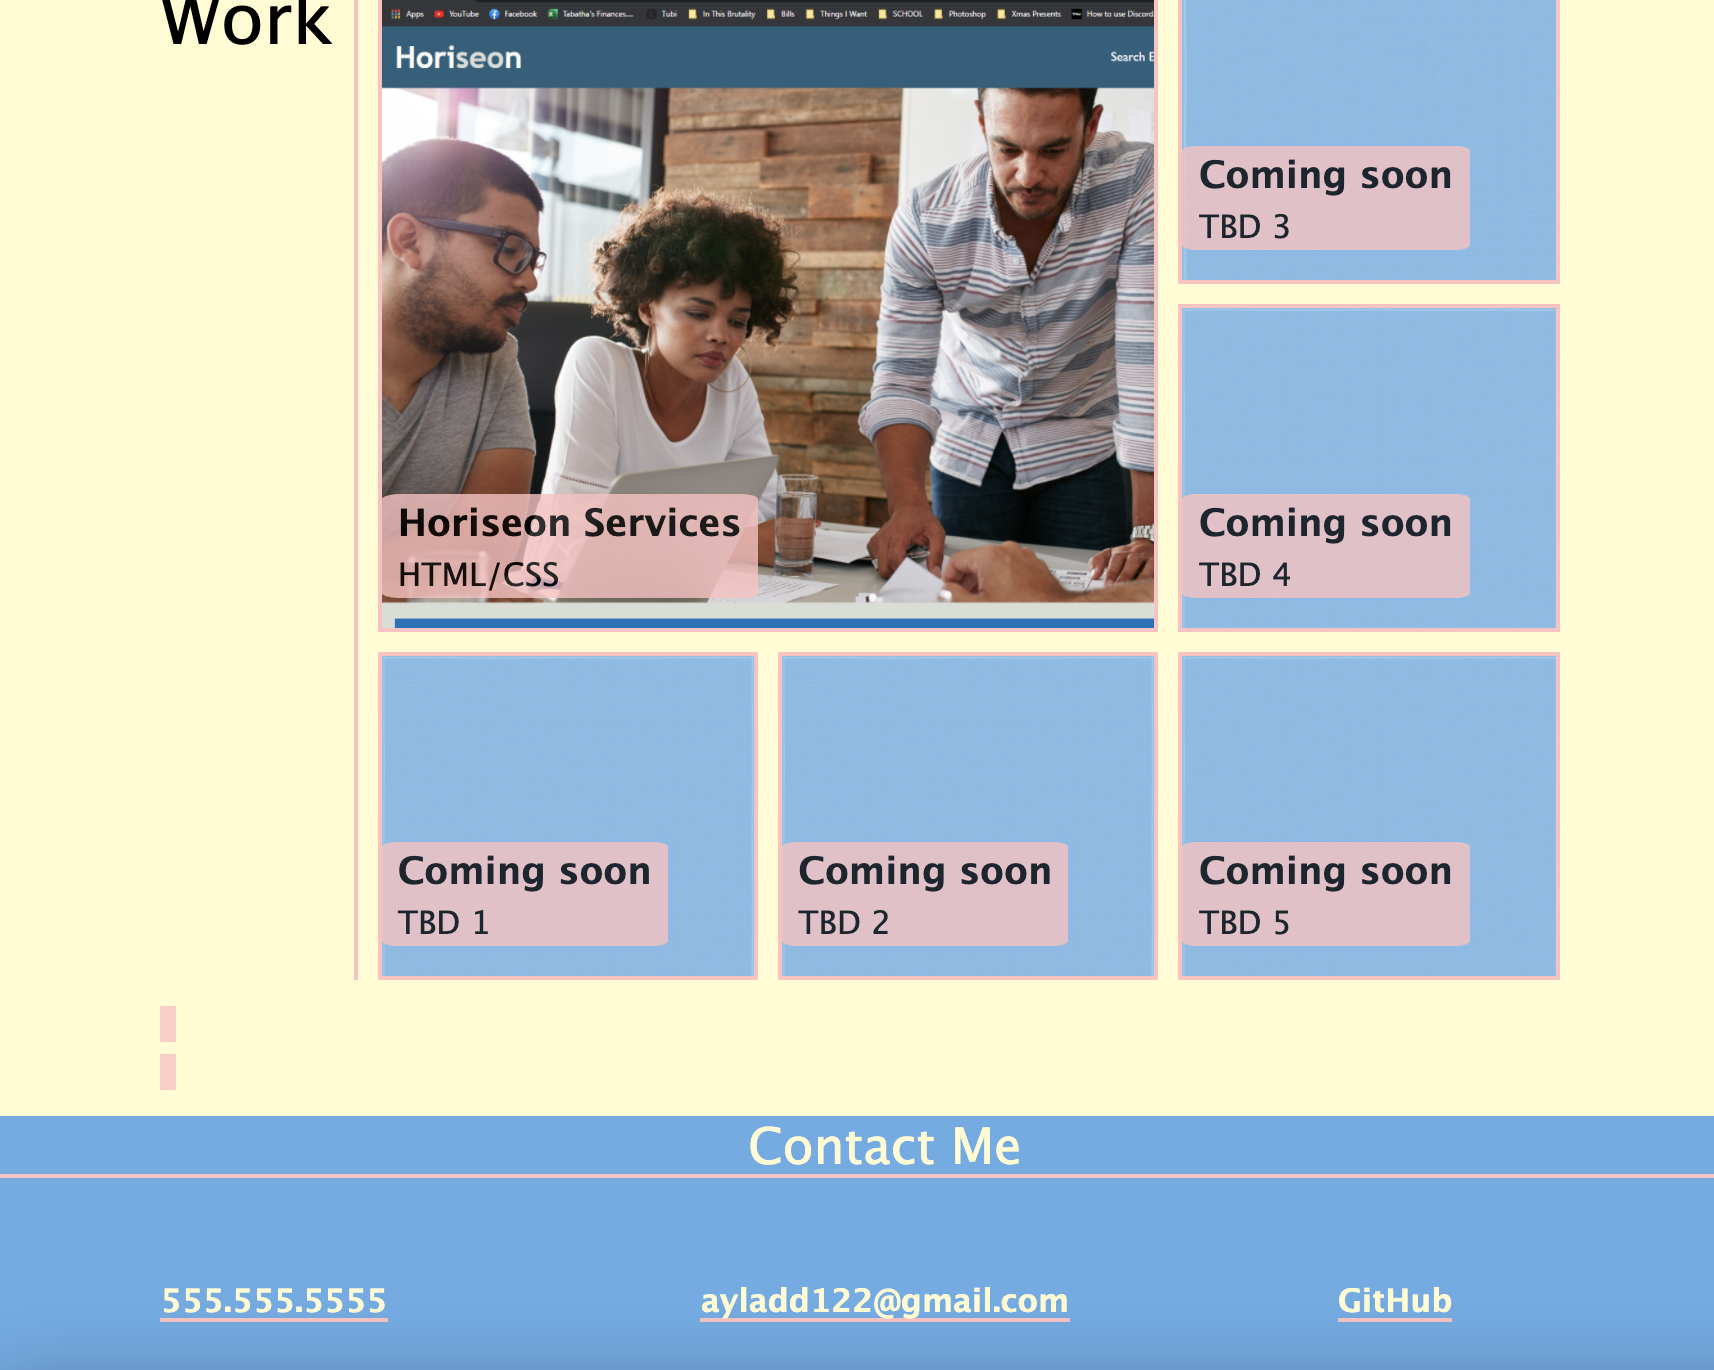 Work
Apps YouTube Facebook Tabatha's Finances.... Tubi In This Brutality Bills Things I Want SCHOOL Photoshop Xmas Presents How to use Discord
Horiseon
Search E
Coming soon
TBD 3
Horiseon Services
HTML/CSS
Coming soon
TBD 4
Coming soon
TBD 1
Coming soon
TBD 2
Coming soon
TBD 5
Contact Me
555.555.5555
ayladd122@gmail.com
GitHub